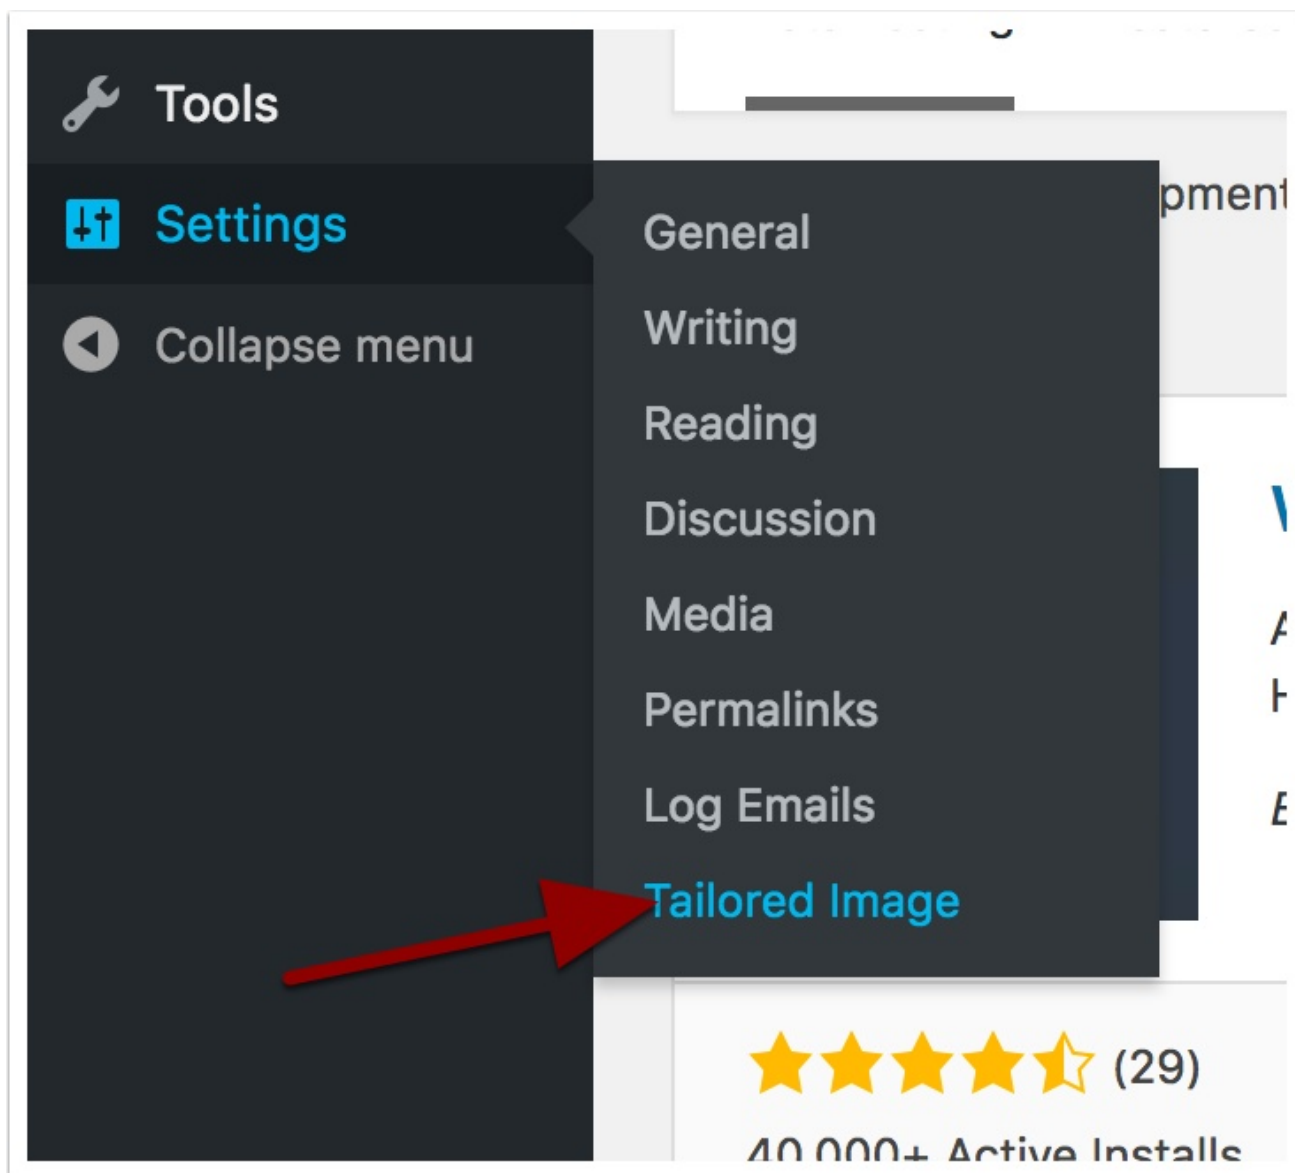 Tools
Settings
Collapse menu
General
Writing
Reading
Discussion
Media
Permalinks
Log Emails
Tailored Image
pment
A
H
E
(29)
40,000+ Active Installs